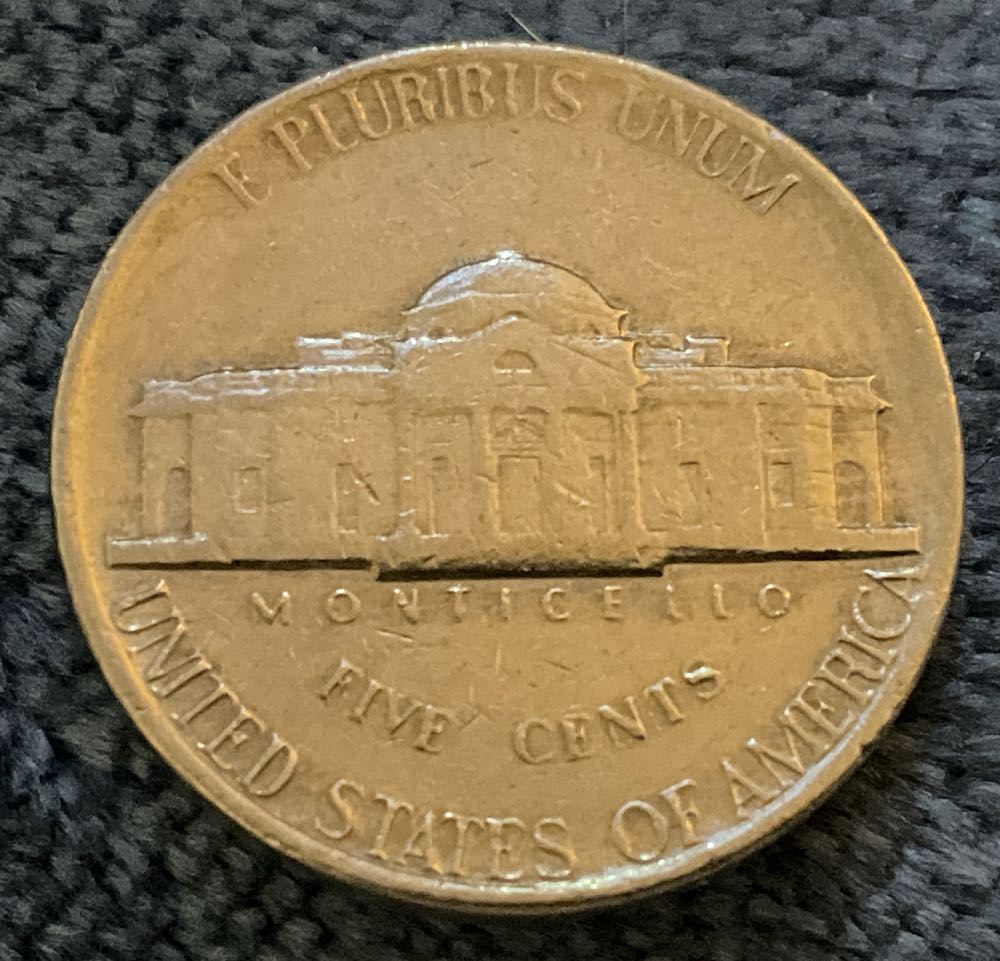 E PLURIBUS UNUM
MONTICELLO
FIVE CENTS
UNITED STATES OF AMERICA